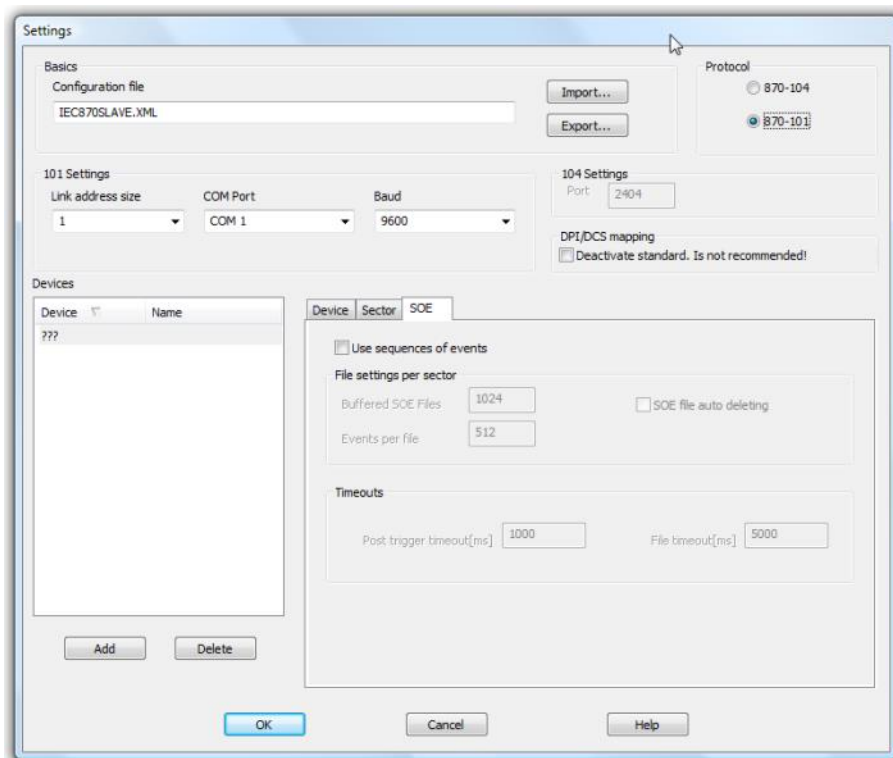 Settings
Basics
Configuration file
IEC870SLAVE.XML
Import...
Export...
Protocol
870-104
870-101
101 Settings
Link address size
COM Port
Baud
1
COM 1
9600
104 Settings
Port
2404
DPI/DCS mapping
Deactivate standard. Is not recommended!
Devices
Device
Name
???
Add
Delete
Device
Sector
SOE
Use sequences of events
File settings per sector
Buffered SOE Files
1024
SOE file auto deleting
Events per file
512
Timeouts
Post trigger timeout[ms]
1000
File timeout[ms]
5000
OK
Cancel
Help